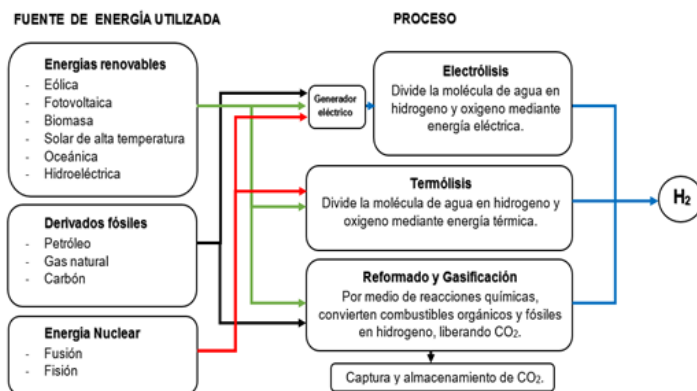 FUENTE DE ENERGÍA UTILIZADA
PROCESO
Energías renovables
- Eólica
- Fotovoltaica
- Biomasa
- Solar de alta temperatura
- Oceánica
- Hidroeléctrica
Derivados fósiles
- Petróleo
- Gas natural
- Carbón
Energía Nuclear
- Fusión
- Fisión
Generador
eléctrico
Electrólisis
Divide la molécula de agua en
hidrogeno y oxigeno mediante
energía eléctrica.
Termólisis
Divide la molécula de agua en hidrogeno y
oxigeno mediante energía térmica.
Reformado y Gasificación
Por medio de reacciones químicas,
convierten combustibles orgánicos y fósiles
en hidrogeno, liberando CO₂.
Captura y almacenamiento de CO₂.
H₂